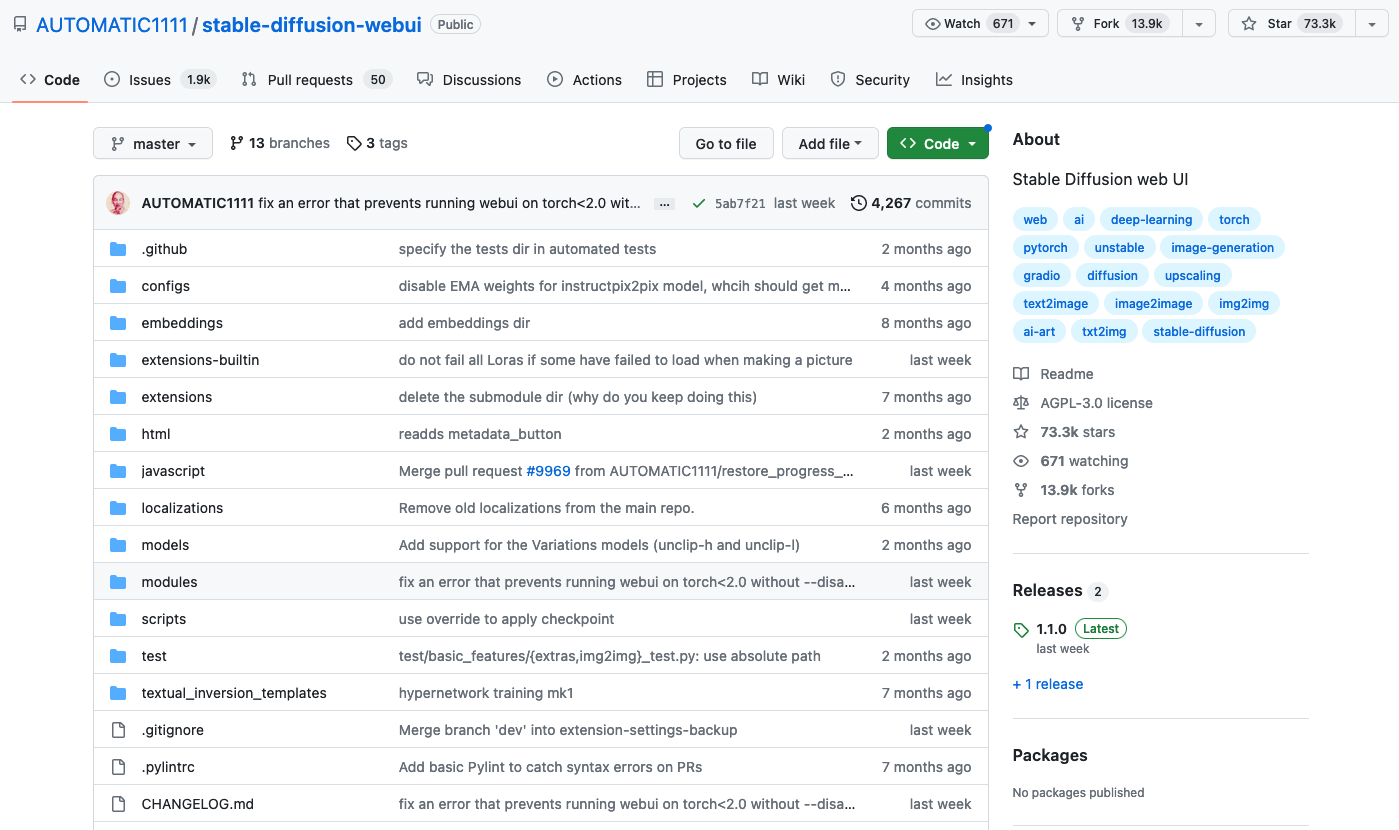 AUTOMATIC1111 / stable-diffusion-webui Public
Watch 671 Fork 13.9k Star 73.3k
Code Issues 1.9k Pull requests 50 Discussions Actions Projects Wiki Security Insights
master 13 branches 3 tags Go to file Add file Code
AUTOMATIC1111 fix an error that prevents running webui on torch<2.0 wit... ... 5ab7f21 last week 4,267 commits
.github specify the tests dir in automated tests 2 months ago
configs disable EMA weights for instructpix2pix model, whcih should get m... 4 months ago
embeddings add embeddings dir 8 months ago
extensions-builtin do not fail all Loras if some have failed to load when making a picture last week
extensions delete the submodule dir (why do you keep doing this) 7 months ago
html readds metadata_button 2 months ago
javascript Merge pull request #9969 from AUTOMATIC1111/restore_progress_... last week
localizations Remove old localizations from the main repo. 6 months ago
models Add support for the Variations models (unclip-h and unclip-l) 2 months ago
modules fix an error that prevents running webui on torch<2.0 without --disa... last week
scripts use override to apply checkpoint last week
test test/basic_features/{extras,img2img}_test.py: use absolute path 2 months ago
textual_inversion_templates hypernetwork training mk1 7 months ago
.gitignore Merge branch 'dev' into extension-settings-backup last week
.pylintrc Add basic Pylint to catch syntax errors on PRs 7 months ago
CHANGELOG.md fix an error that prevents running webui on torch<2.0 without --disa... last week
About
Stable Diffusion web UI
web ai deep-learning torch
pytorch unstable image-generation
gradio diffusion upscaling
text2image image2image img2img
ai-art txt2img stable-diffusion
Readme
AGPL-3.0 license
73.3k stars
671 watching
13.9k forks
Report repository
Releases 2
1.1.0 Latest
last week
+ 1 release
Packages
No packages published